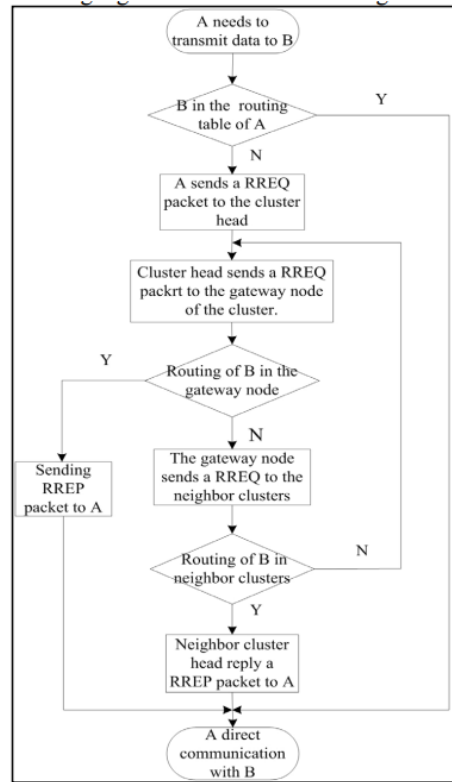 A needs to
transmit data to B
B in the routing
table of A
Y
N
A sends a RREQ
packet to the cluster
head
Cluster head sends a RREQ
packrt to the gateway node
of the cluster.
Y
Routing of B in the
gateway node
N
Sending
RREP
packet to A
The gateway node
sends a RREQ to the
neighbor clusters
Routing of B in
neighbor clusters
N
Y
Neighbor cluster
head reply a
RREP packet to A
A direct
communication
with B